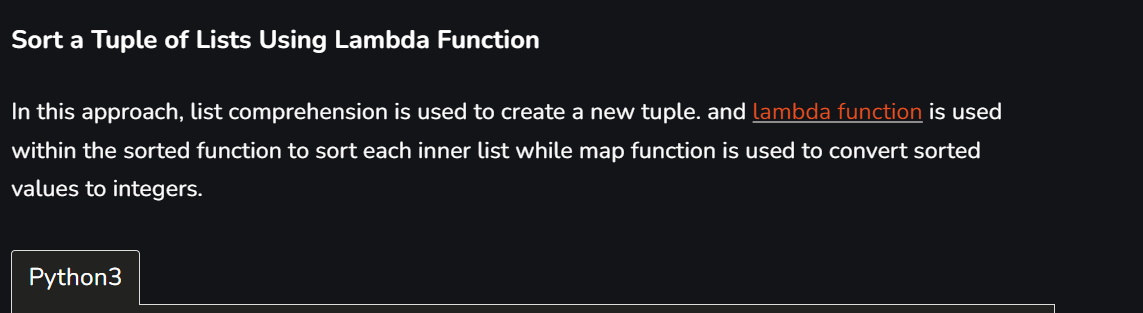 Sort a Tuple of Lists Using Lambda Function
In this approach, list comprehension is used to create a new tuple. and lambda function is used
within the sorted function to sort each inner list while map function is used to convert sorted
values to integers.
Python3